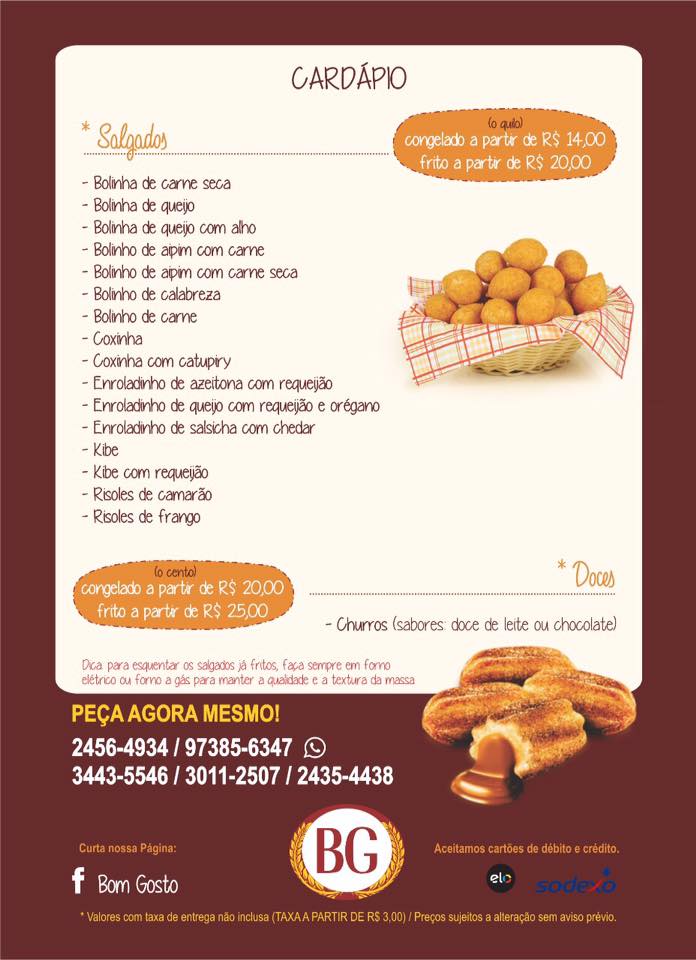 CARDÁPIO
* Salgados
(o quilo)
congelado a partir de R$ 14,00
frito a partir de R$ 20,00
- Bolinha de carne seca
- Bolinha de queijo
- Bolinha de queijo com alho
- Bolinho de aipim com carne
- Bolinho de aipim com carne seca
- Bolinho de calabreza
- Bolinho de carne
- Coxinha
- Coxinha com catupiry
- Enroladinho de azeitona com requeijão
- Enroladinho de queijo com requeijão e orégano
- Enroladinho de salsicha com chedar
- Kibe
- Kibe com requeijão
- Risoles de camarão
- Risoles de frango
(o cento)
congelado a partir de R$ 20,00
frito a partir de R$ 25,00
* Doces
- Churros (sabores: doce de leite ou chocolate)
Dica: para esquentar os salgados já fritos, faça sempre em forno
elétrico ou forno a gás para manter a qualidade e a textura da massa
PEÇA AGORA MESMO!
2456-4934 / 97385-6347
3443-5546 / 3011-2507 / 2435-4438
BG
Curta nossa Página:
f Bom Gosto
Aceitamos cartões de débito e crédito.
elo
sodexo
* Valores com taxa de entrega não inclusa (TAXA A PARTIR DE R$ 3,00) / Preços sujeitos a alteração sem aviso prévio.